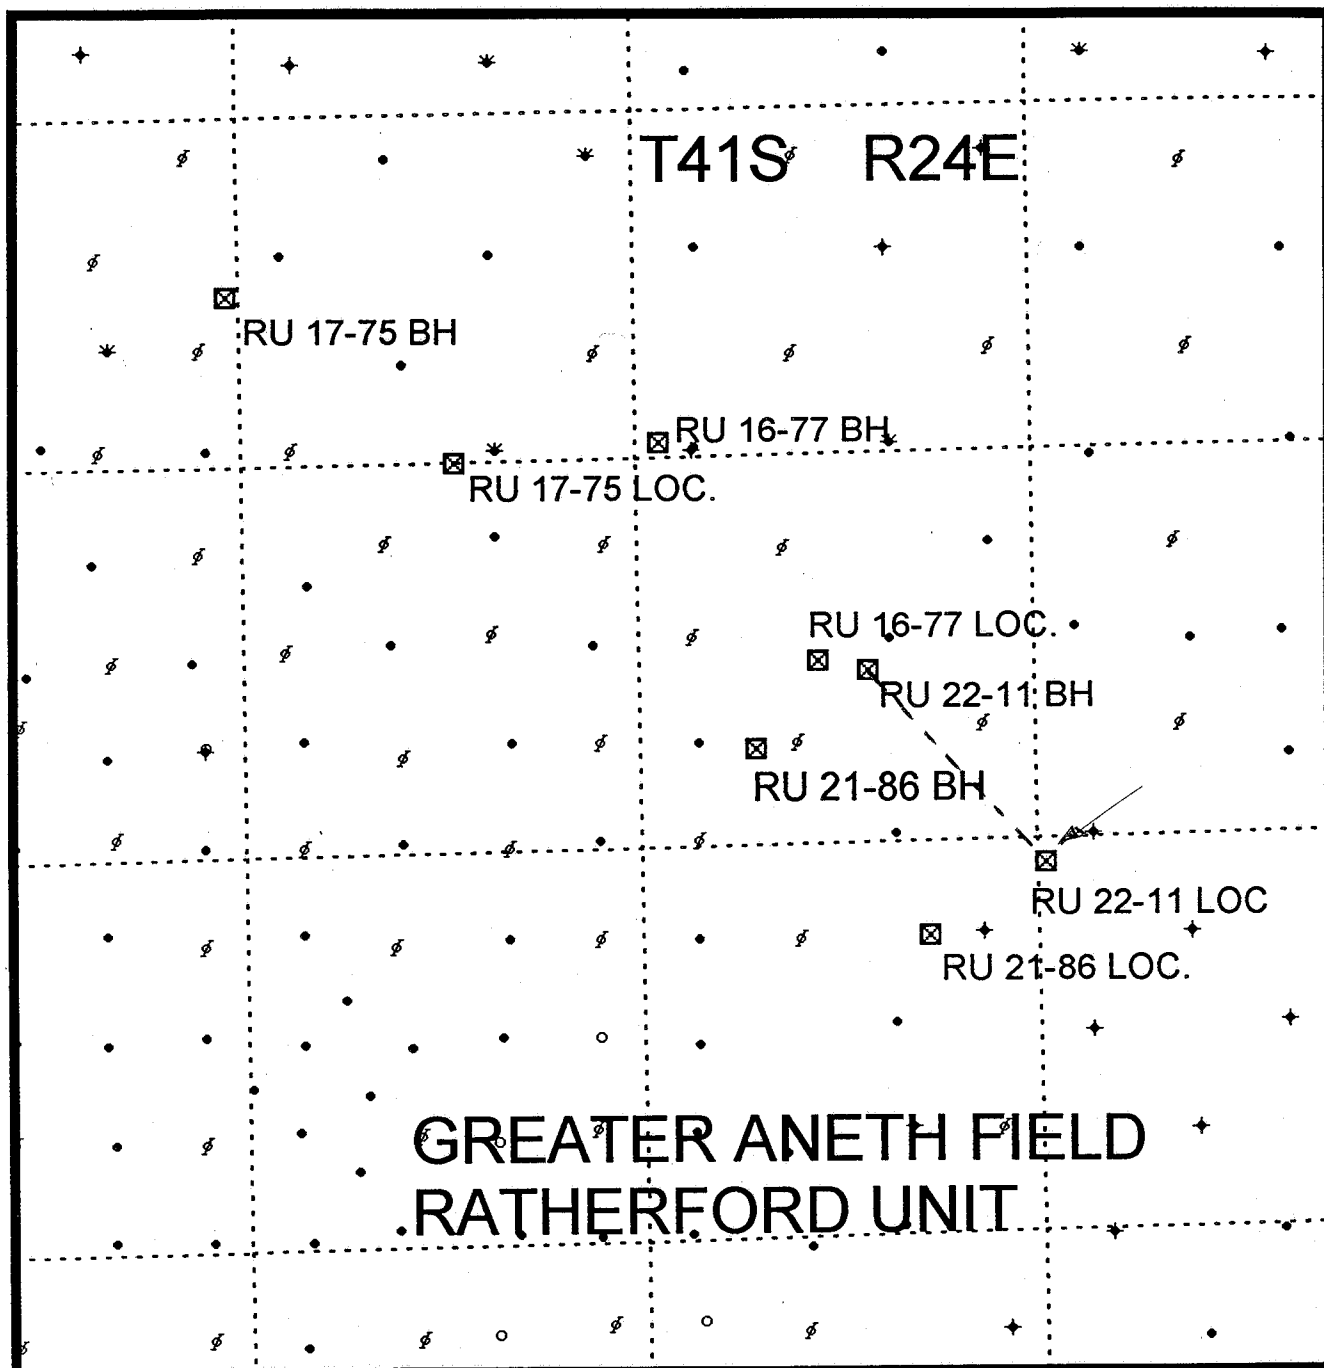 T41S R24E
RU 17-75 BH
RU 16-77 BH
RU 17-75 LOC.
RU 16-77 LOC.
RU 22-11 BH
RU 21-86 BH
RU 22-11 LOC
RU 21-86 LOC.
GREATER ANETH FIELD
RATHERFORD UNIT